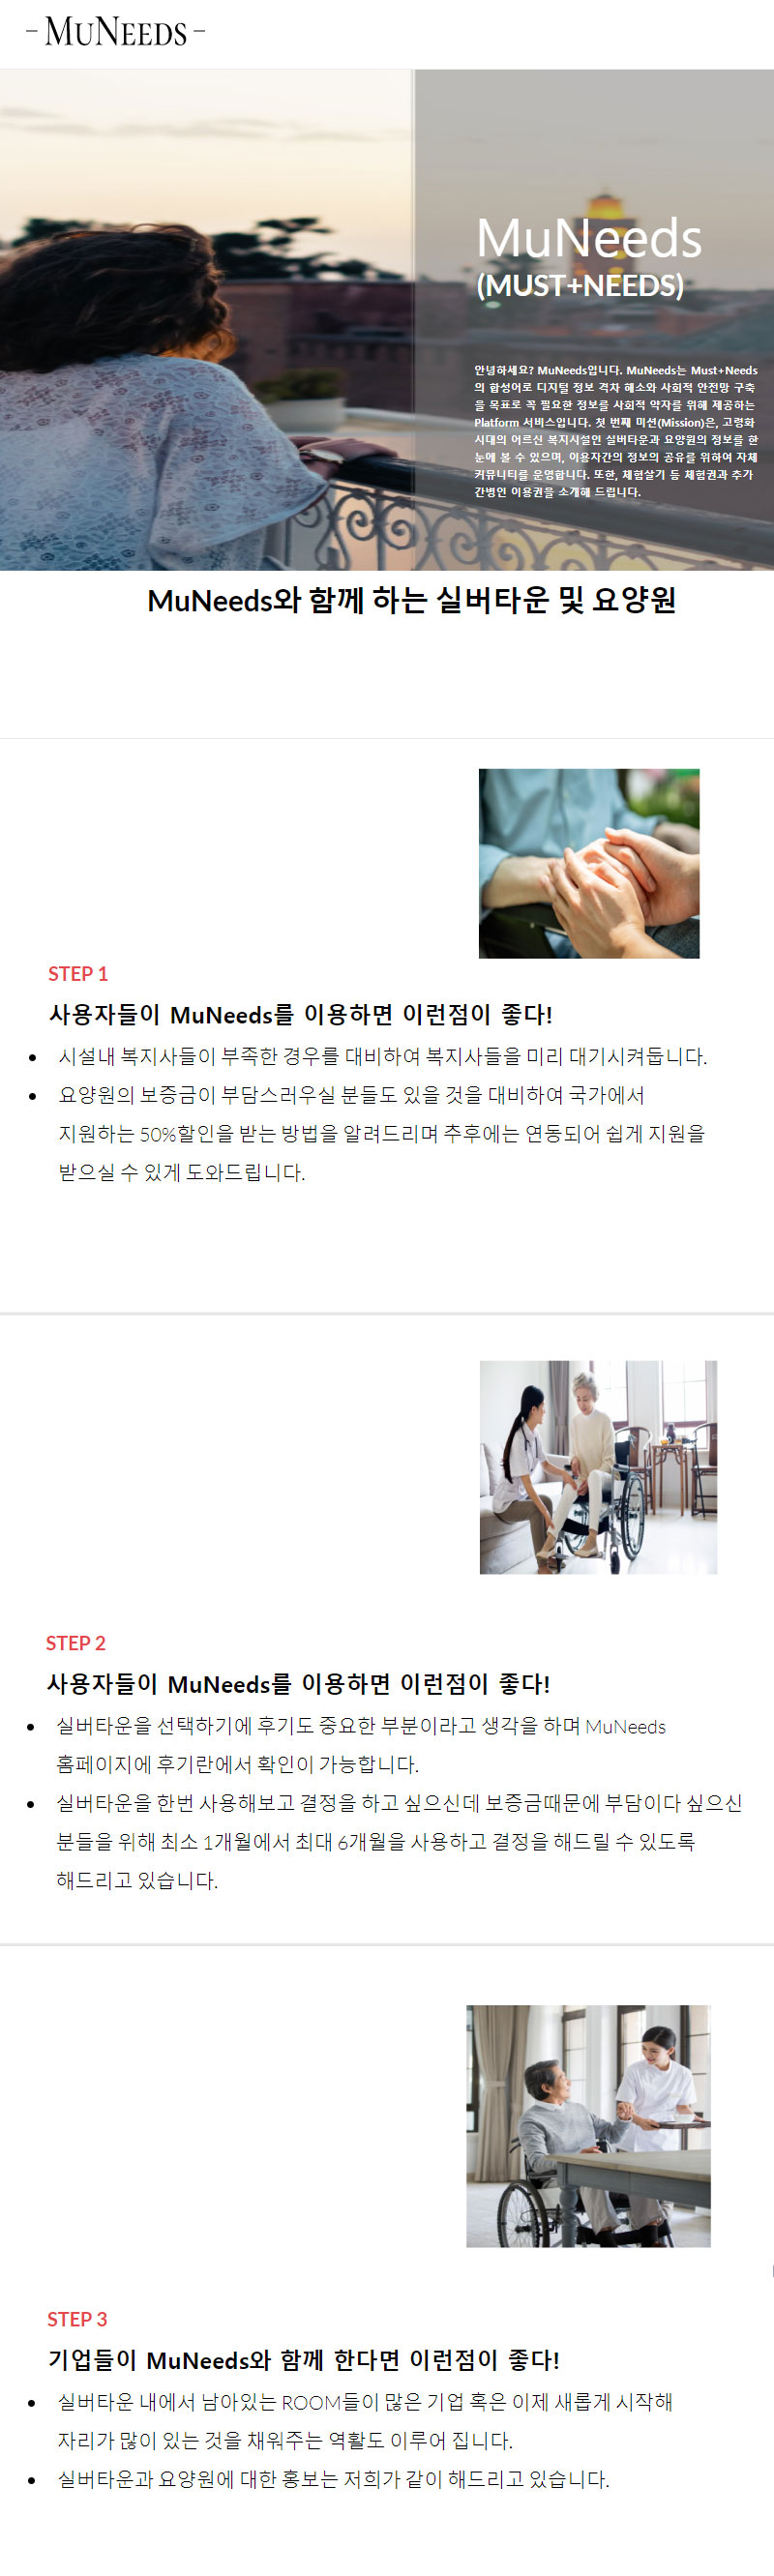 - MUNEEDS -
MuNeeds
(MUST+NEEDS)
안녕하세요? MuNeeds입니다. MuNeeds는 Must+Needs
의 합성어로 디지털 정보 격차 해소와 사회적 안전망 구축
을 목표로 꼭 필요한 정보를 사회적 약자를 위해 제공하는
Platform 서비스입니다. 첫 번째 미션(Mission)은, 고령화
시대의 어르신 복지시설인 실버타운과 요양원의 정보를 한
눈에 볼 수 있으며, 이용자간의 정보의 공유를 위하여 자체
커뮤니티를 운영합니다. 또한, 체험살기 등 체험권과 추가
간병인 이용권을 소개해 드립니다.
MuNeeds와 함께 하는 실버타운 및 요양원
STEP 1
사용자들이 MuNeeds를 이용하면 이런점이 좋다!
• 시설내 복지사들이 부족한 경우를 대비하여 복지사들을 미리 대기시켜둡니다.
• 요양원의 보증금이 부담스러우실 분들도 있을 것을 대비하여 국가에서
지원하는 50%할인을 받는 방법을 알려드리며 추후에는 연동되어 쉽게 지원을
받으실 수 있게 도와드립니다.
STEP 2
사용자들이 MuNeeds를 이용하면 이런점이 좋다!
• 실버타운을 선택하기에 후기도 중요한 부분이라고 생각을 하며 MuNeeds
홈페이지에 후기란에서 확인이 가능합니다.
• 실버타운을 한번 사용해보고 결정을 하고 싶으신데 보증금때문에 부담이다 싶으신
분들을 위해 최소 1개월에서 최대 6개월을 사용하고 결정을 해드릴 수 있도록
해드리고 있습니다.
STEP 3
기업들이 MuNeeds와 함께 한다면 이런점이 좋다!
• 실버타운 내에서 남아있는 ROOM들이 많은 기업 혹은 이제 새롭게 시작해
자리가 많이 있는 것을 채워주는 역활도 이루어 집니다.
• 실버타운과 요양원에 대한 홍보는 저희가 같이 해드리고 있습니다.